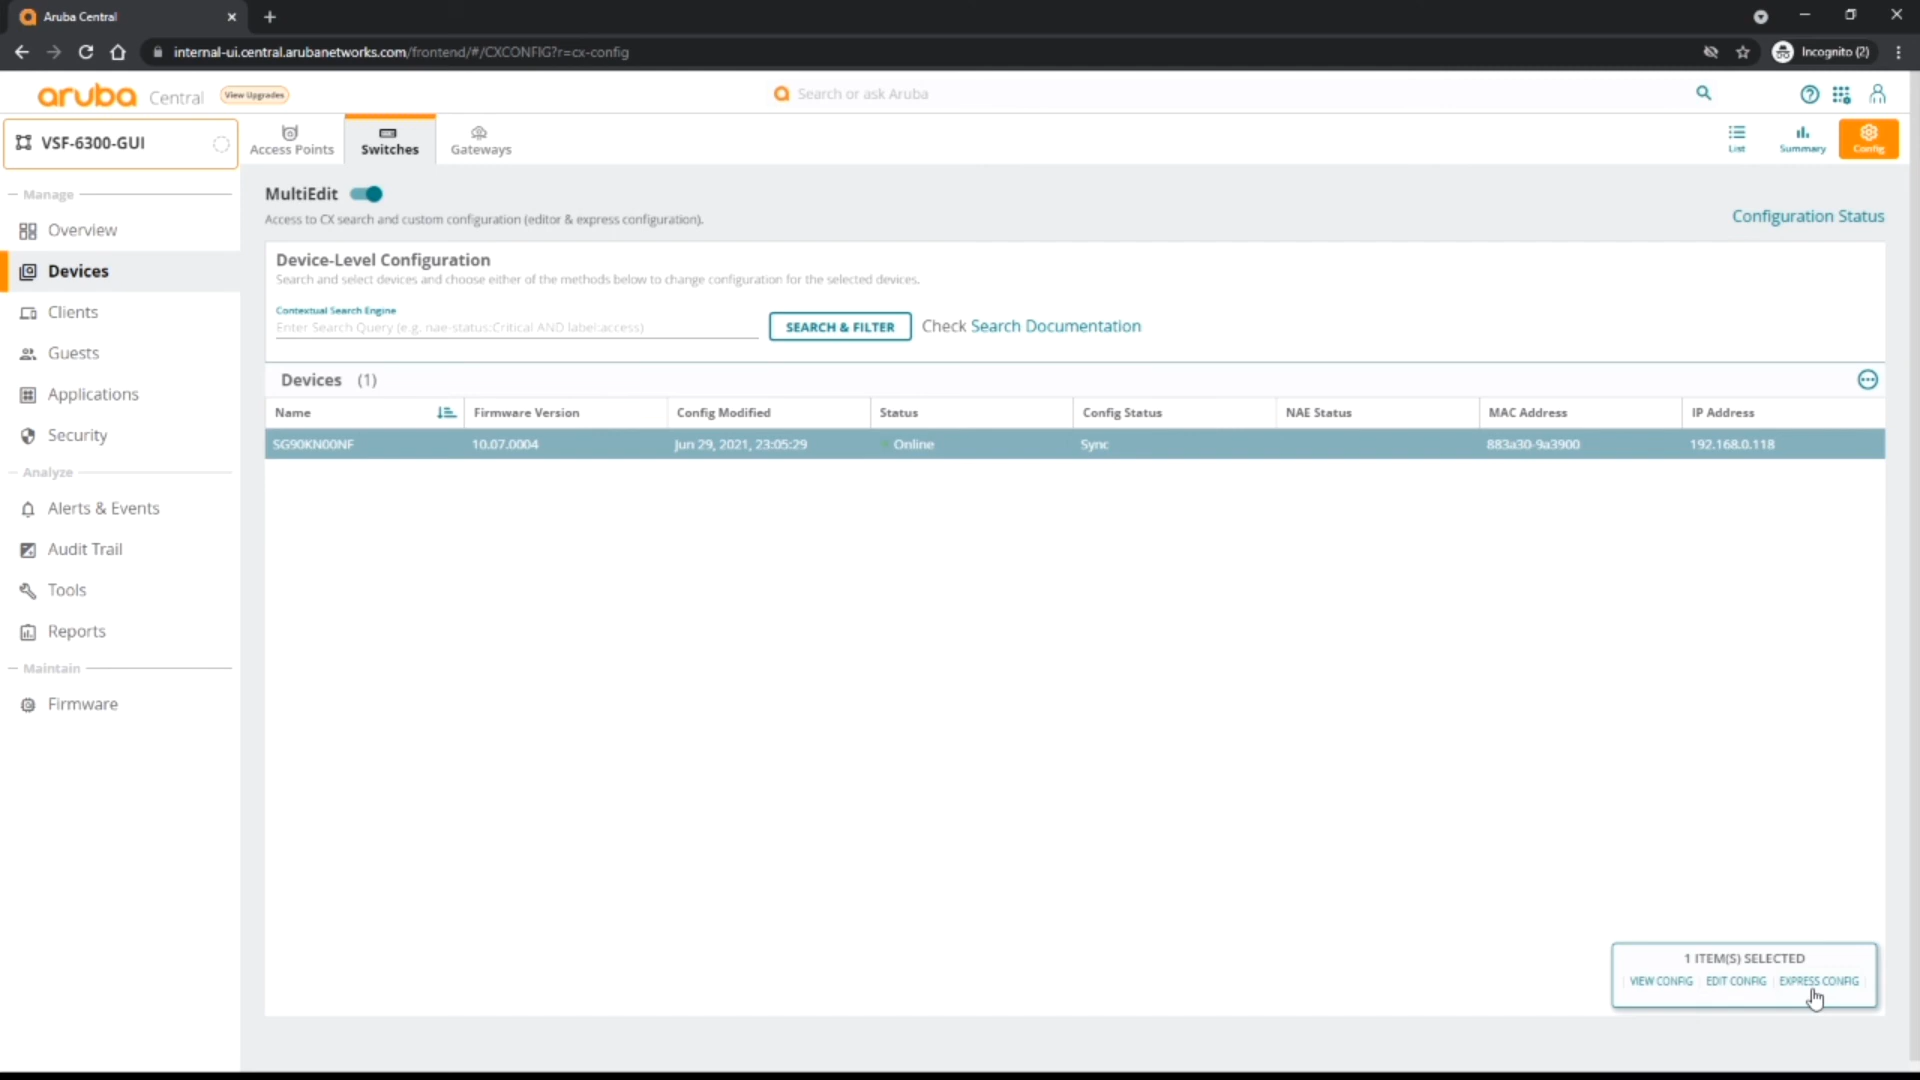 Aruba Central
internal-ui.central.arubanetworks.com/frontend/#/CXCONFIG?r=cx-config
Incognito (2)
aruba Central View Upgrades
Search or ask Aruba
VSF-6300-GUI
Access Points
Switches
Gateways
List
Summary
Config
Manage
Overview
Devices
Clients
Guests
Applications
Security
Analyze
Alerts & Events
Audit Trail
Tools
Reports
Maintain
Firmware
MultiEdit
Access to CX search and custom configuration (editor & express configuration).
Configuration Status
Device-Level Configuration
Search and select devices and choose either of the methods below to change configuration for the selected devices.
Contextual Search Engine
Enter Search Query (e.g. nae-status:Critical AND label:access)
SEARCH & FILTER
Check Search Documentation
Devices (1)
Name Firmware Version Config Modified Status Config Status NAE Status MAC Address IP Address
SG90KN00NF 10.07.0004 Jun 29, 2021, 23:05:29 Online Sync 883a30-9a3900 192.168.0.118
1 ITEM(S) SELECTED
VIEW CONFIG EDIT CONFIG EXPRESS CONFIG